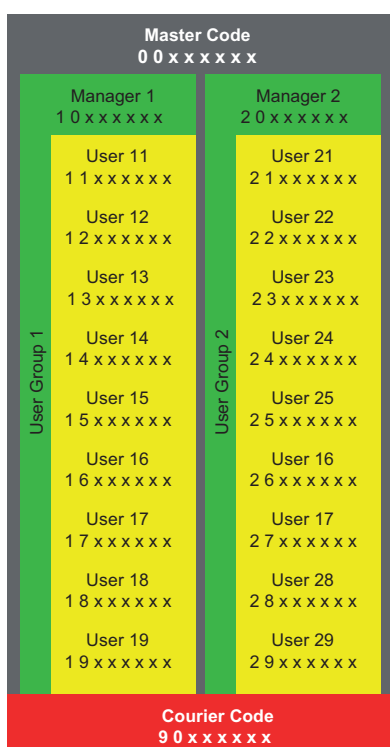 Master Code
0 0 x x x x x x
Manager 1
1 0 x x x x x x
User 11
1 1 x x x x x x
User 12
1 2 x x x x x x
User 13
1 3 x x x x x x
User 14
1 4 x x x x x x
User 15
1 5 x x x x x x
User 16
1 6 x x x x x x
User 17
1 7 x x x x x x
User 18
1 8 x x x x x x
User 19
1 9 x x x x x x
User Group 1
Manager 2
2 0 x x x x x x
User 21
2 1 x x x x x x
User 22
2 2 x x x x x x
User 23
2 3 x x x x x x
User 24
2 4 x x x x x x
User 25
2 5 x x x x x x
User 16
2 6 x x x x x x
User 17
2 7 x x x x x x
User 28
2 8 x x x x x x
User 29
2 9 x x x x x x
User Group 2
Courier Code
9 0 x x x x x x